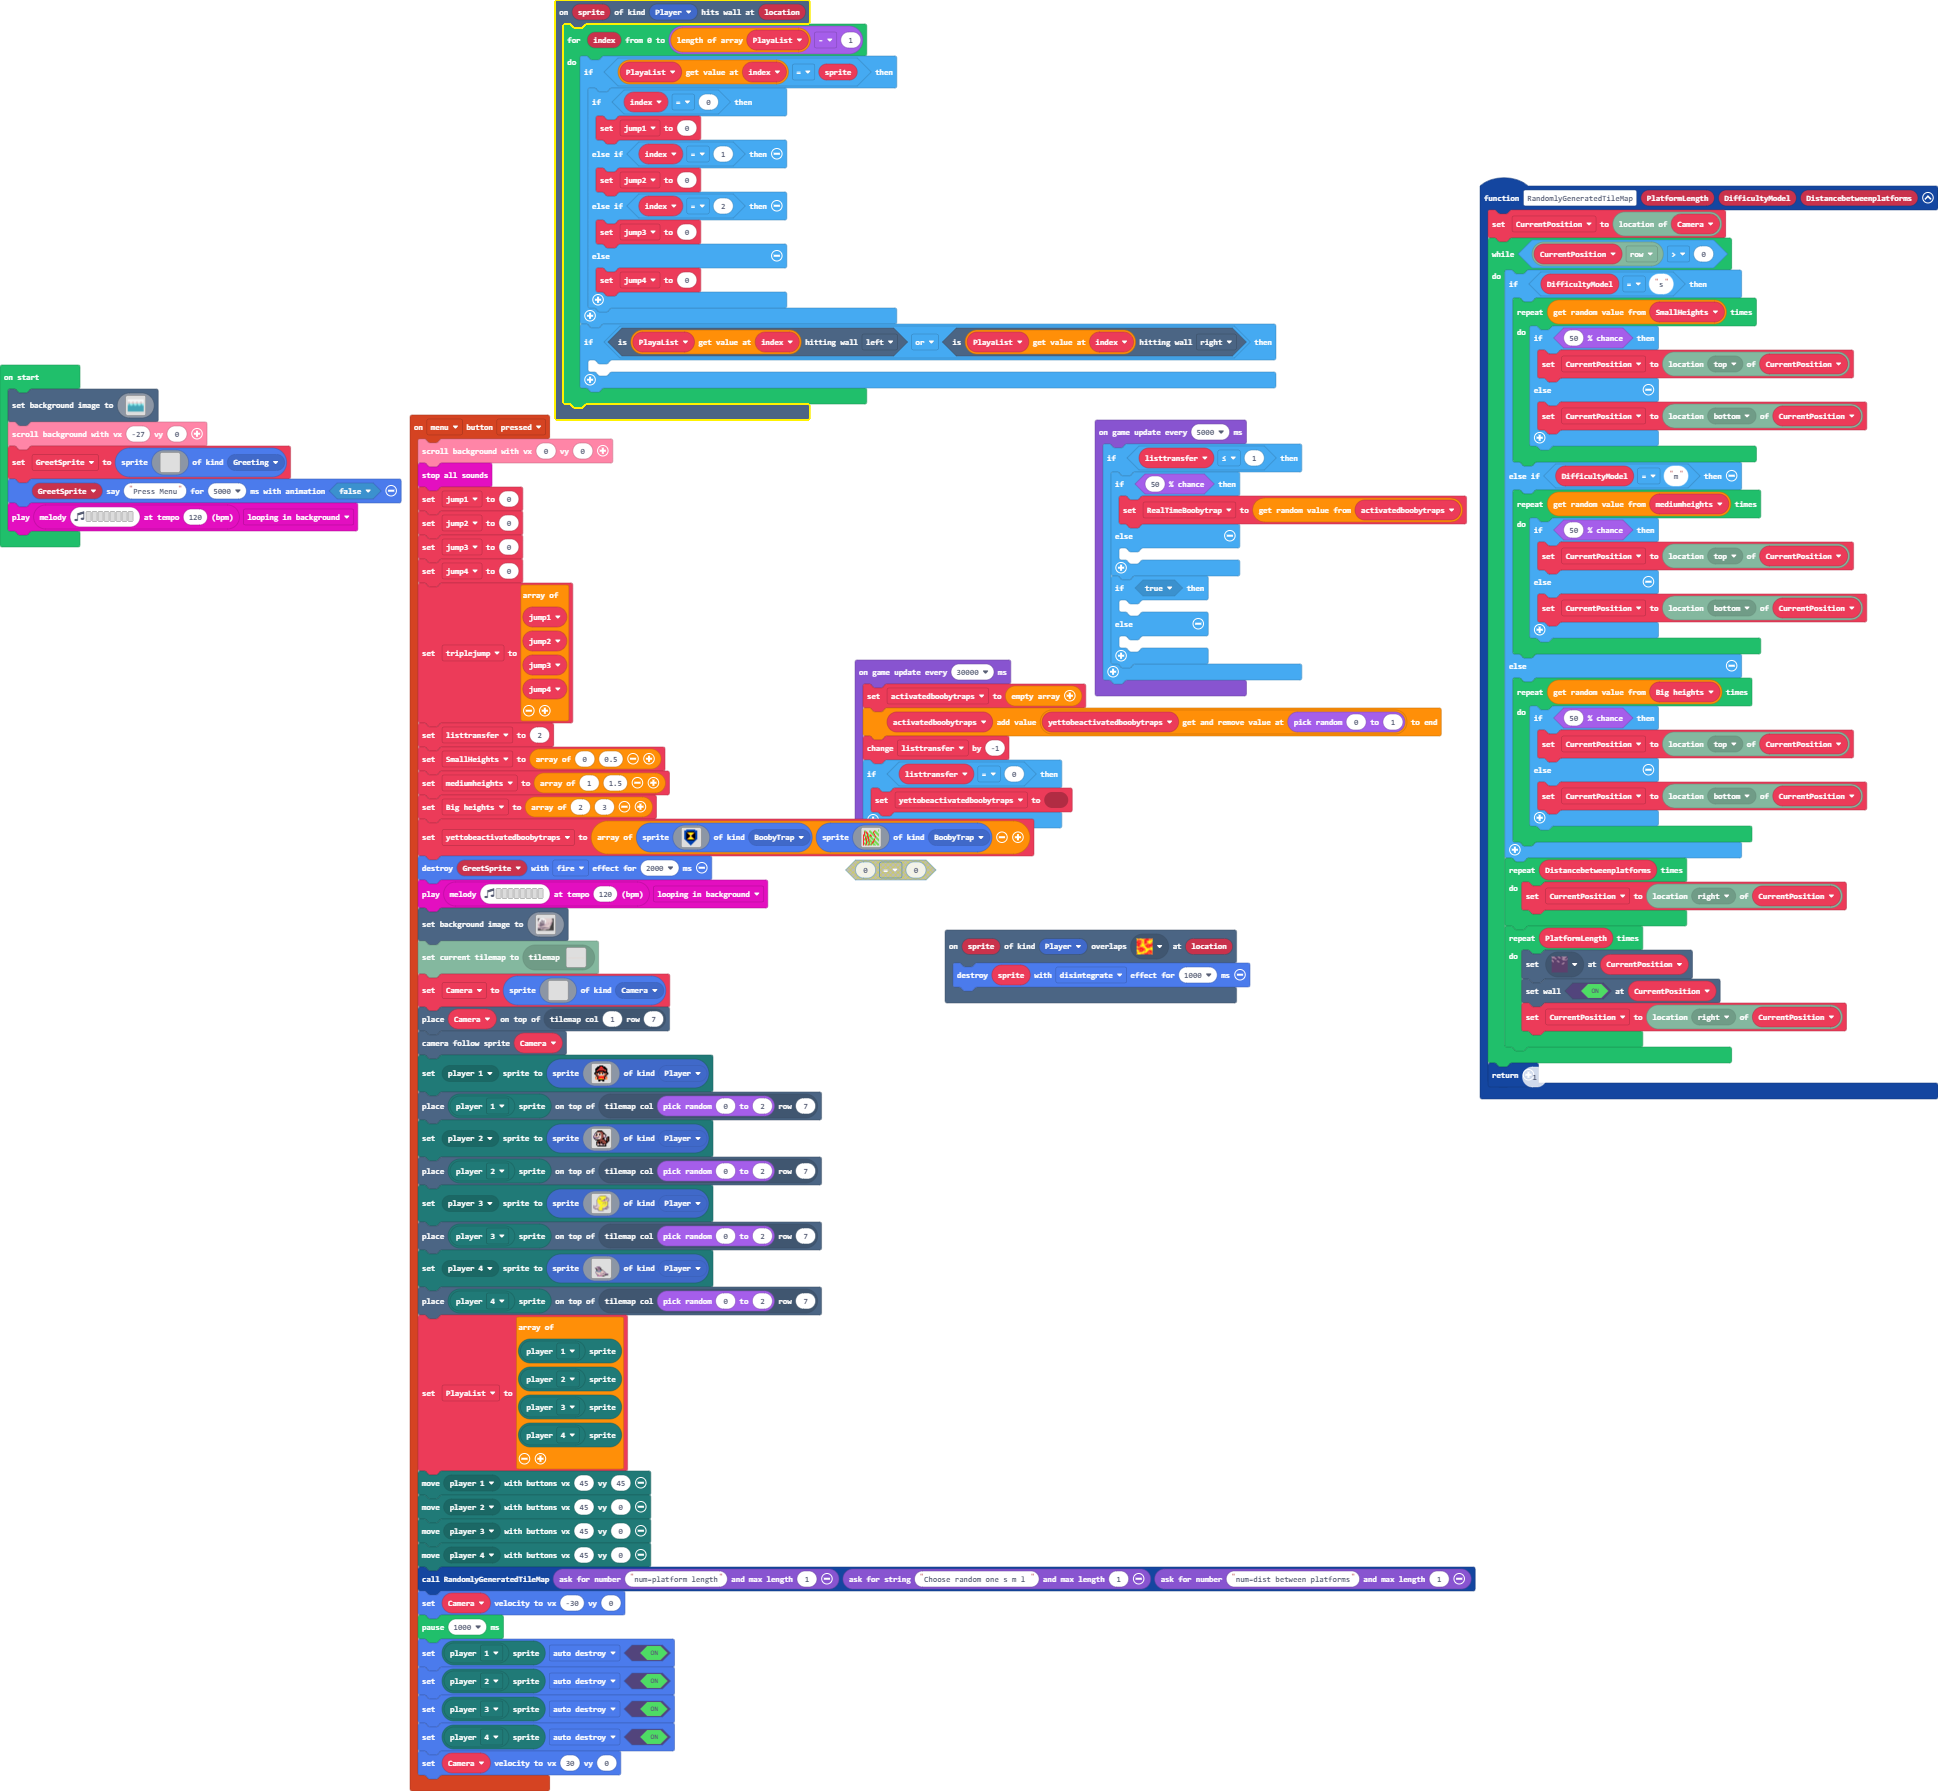 on start
set background image to
scroll background with vx -27 vy 0
set GreetSprite to sprite of kind Greeting
GreetSprite say "Press Menu" for 5000 ms with animation false
play melody at tempo 120 (bpm) looping in background
on sprite of kind Player hits wall at location
for index from 0 to length of array PlayaList - 1
do
if PlayaList get value at index = sprite then
if index = 0 then
set jump1 to 0
else if index = 1 then
set jump2 to 0
else if index = 2 then
set jump3 to 0
else
set jump4 to 0
if is PlayaList get value at index hitting wall left or is PlayaList get value at index hitting wall right then
on menu button pressed
scroll background with vx 0 vy 0
stop all sounds
set jump1 to 0
set jump2 to 0
set jump3 to 0
set jump4 to 0
set triplejump to array of
jump1
jump2
jump3
jump4
set listtransfer to 2
set SmallHeights to array of 0 0.5
set mediumheights to array of 1 1.5
set Big heights to array of 2 3
set yettobeactivatedboobytraps to array of sprite of kind BoobyTrap sprite of kind BoobyTrap
destroy GreetSprite with fire effect for 2000 ms
play melody at tempo 120 (bpm) looping in background
set background image to
set current tilemap to tilemap
set Camera to sprite of kind Camera
place Camera on top of tilemap col 1 row 7
camera follow sprite Camera
set player 1 sprite to sprite of kind Player
place player 1 sprite on top of tilemap col pick random 0 to 2 row 7
set player 2 sprite to sprite of kind Player
place player 2 sprite on top of tilemap col pick random 0 to 2 row 7
set player 3 sprite to sprite of kind Player
place player 3 sprite on top of tilemap col pick random 0 to 2 row 7
set player 4 sprite to sprite of kind Player
place player 4 sprite on top of tilemap col pick random 0 to 2 row 7
set PlayaList to array of
player 1 sprite
player 2 sprite
player 3 sprite
player 4 sprite
move player 1 with buttons vx 45 vy 45
move player 2 with buttons vx 45 vy 0
move player 3 with buttons vx 45 vy 0
move player 4 with buttons vx 45 vy 0
call RandomlyGeneratedTileMap ask for number "num=platform length" and max length 1 ask for string "Choose random one s m l " and max length 1 ask for number "num=dist between platforms" and max length 1
set Camera velocity to vx -30 vy 0
pause 1000 ms
set player 1 sprite auto destroy ON
set player 2 sprite auto destroy ON
set player 3 sprite auto destroy ON
set player 4 sprite auto destroy ON
set Camera velocity to vx 30 vy 0
on game update every 5000 ms
if listtransfer ≤ 1 then
if 50 % chance then
set RealTimeBoobytrap to get random value from activatedboobytraps
else
if true then
else
on game update every 30000 ms
set activatedboobytraps to empty array
activatedboobytraps add value yettobeactivatedboobytraps get and remove value at pick random 0 to 1 to end
change listtransfer by -1
if listtransfer = 0 then
set yettobeactivatedboobytraps to
0 = 0
on sprite of kind Player overlaps at location
destroy sprite with disintegrate effect for 1000 ms
function RandomlyGeneratedTileMap PlatformLength DifficultyModel Distancebetweenplatforms
set CurrentPosition to location of Camera
while CurrentPosition row > 0
do
if DifficultyModel = "s" then
repeat get random value from SmallHeights times
do
if 50 % chance then
set CurrentPosition to location top of CurrentPosition
else
set CurrentPosition to location bottom of CurrentPosition
else if DifficultyModel = "m" then
repeat get random value from mediumheights times
do
if 50 % chance then
set CurrentPosition to location top of CurrentPosition
else
set CurrentPosition to location bottom of CurrentPosition
else
repeat get random value from Big heights times
do
if 50 % chance then
set CurrentPosition to location top of CurrentPosition
else
set CurrentPosition to location bottom of CurrentPosition
repeat Distancebetweenplatforms times
do
set CurrentPosition to location right of CurrentPosition
repeat PlatformLength times
do
set at CurrentPosition
set wall ON at CurrentPosition
set CurrentPosition to location right of CurrentPosition
return 1